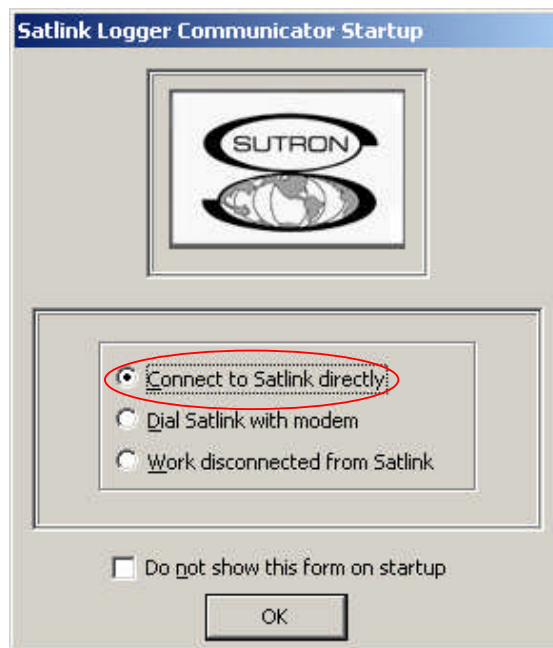 Satlink Logger Communicator Startup
SUTRON
Connect to Satlink directly
Dial Satlink with modem
Work disconnected from Satlink
Do not show this form on startup
OK